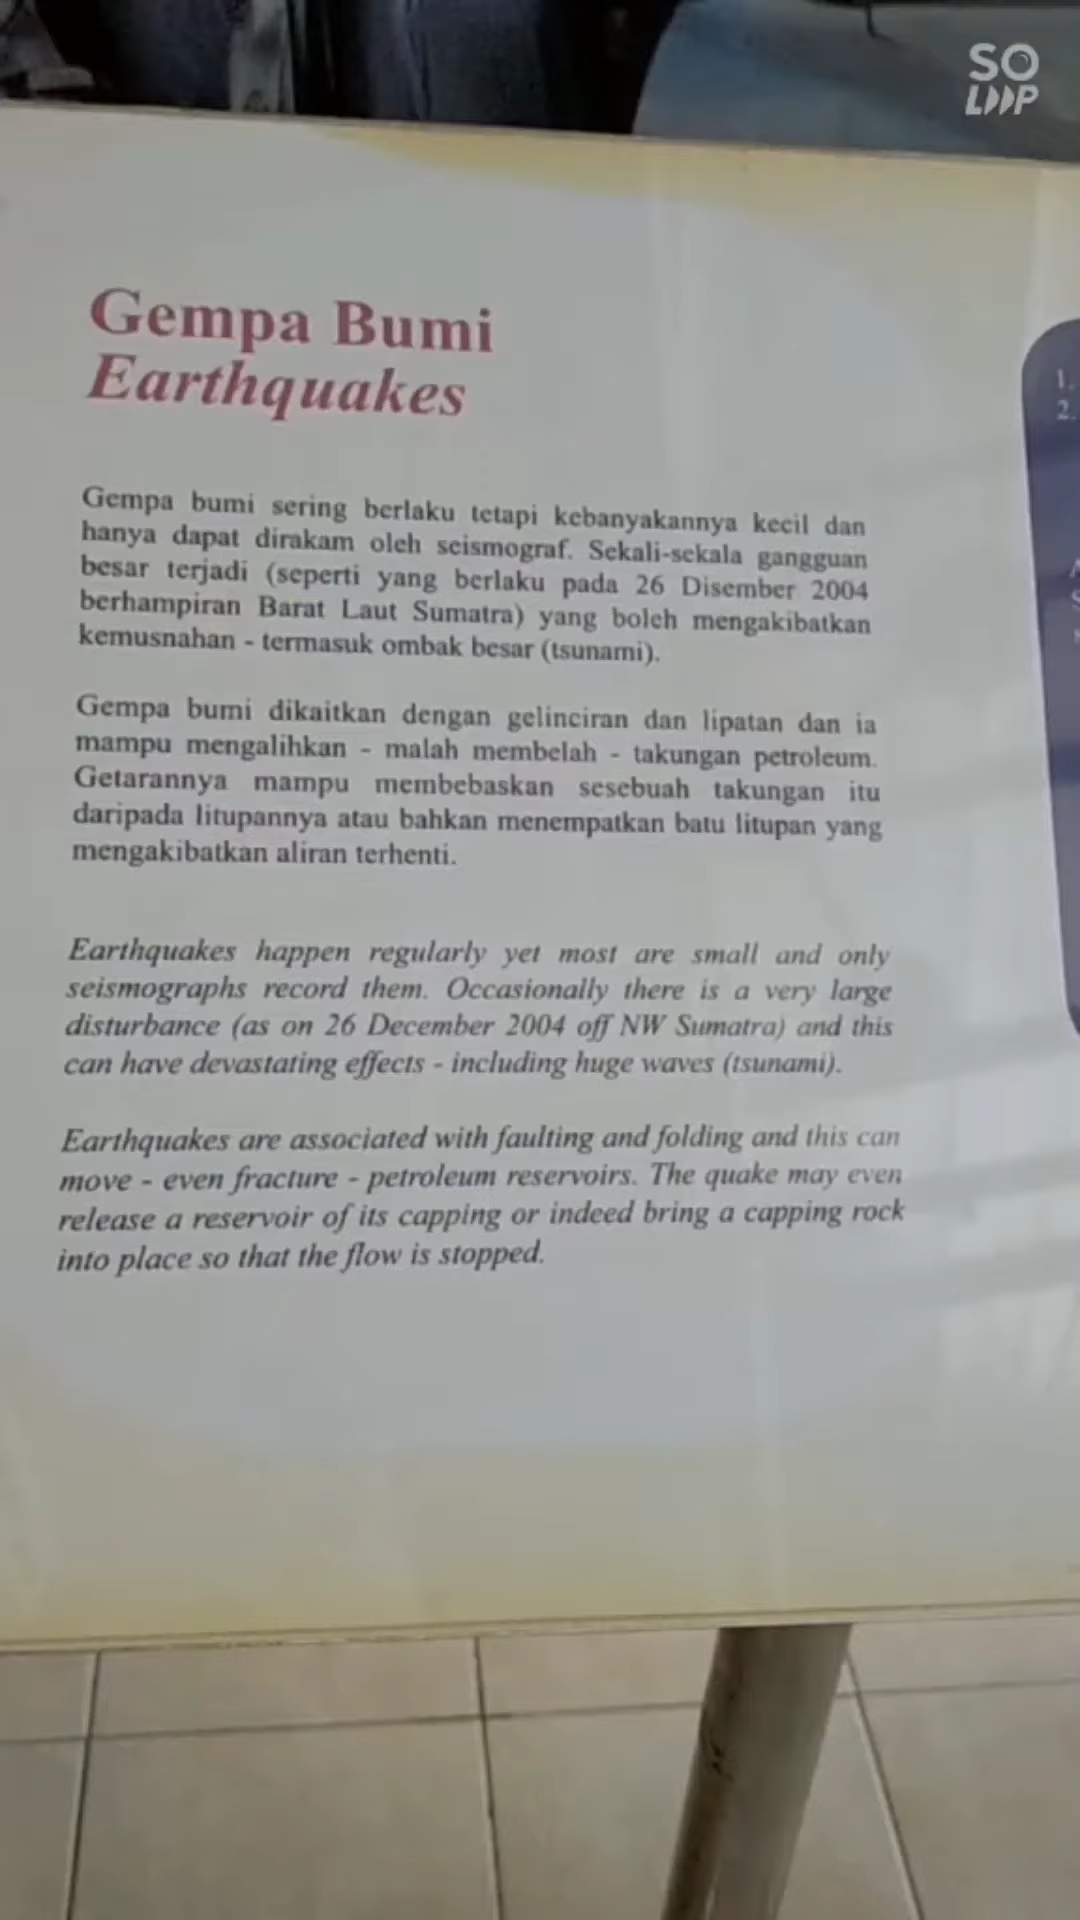 SO
LOOP
Gempa Bumi
Earthquakes
1.
2.
Gempa bumi sering berlaku tetapi kebanyakannya kecil dan
hanya dapat dirakam oleh seismograf. Sekali-sekala gangguan
besar terjadi (seperti yang berlaku pada 26 Disember 2004
berhampiran Barat Laut Sumatra) yang boleh mengakibatkan
kemusnahan - termasuk ombak besar (tsunami).
Gempa bumi dikaitkan dengan gelinciran dan lipatan dan ia
mampu mengalihkan - malah membelah - takungan petroleum.
Getarannya mampu membebaskan sesebuah takungan itu
daripada litupannya atau bahkan menempatkan batu litupan yang
mengakibatkan aliran terhenti.
Earthquakes happen regularly yet most are small and only
seismographs record them. Occasionally there is a very large
disturbance (as on 26 December 2004 off NW Sumatra) and this
can have devastating effects - including huge waves (tsunami).
Earthquakes are associated with faulting and folding and this can
move - even fracture - petroleum reservoirs. The quake may even
release a reservoir of its capping or indeed bring a capping rock
into place so that the flow is stopped.